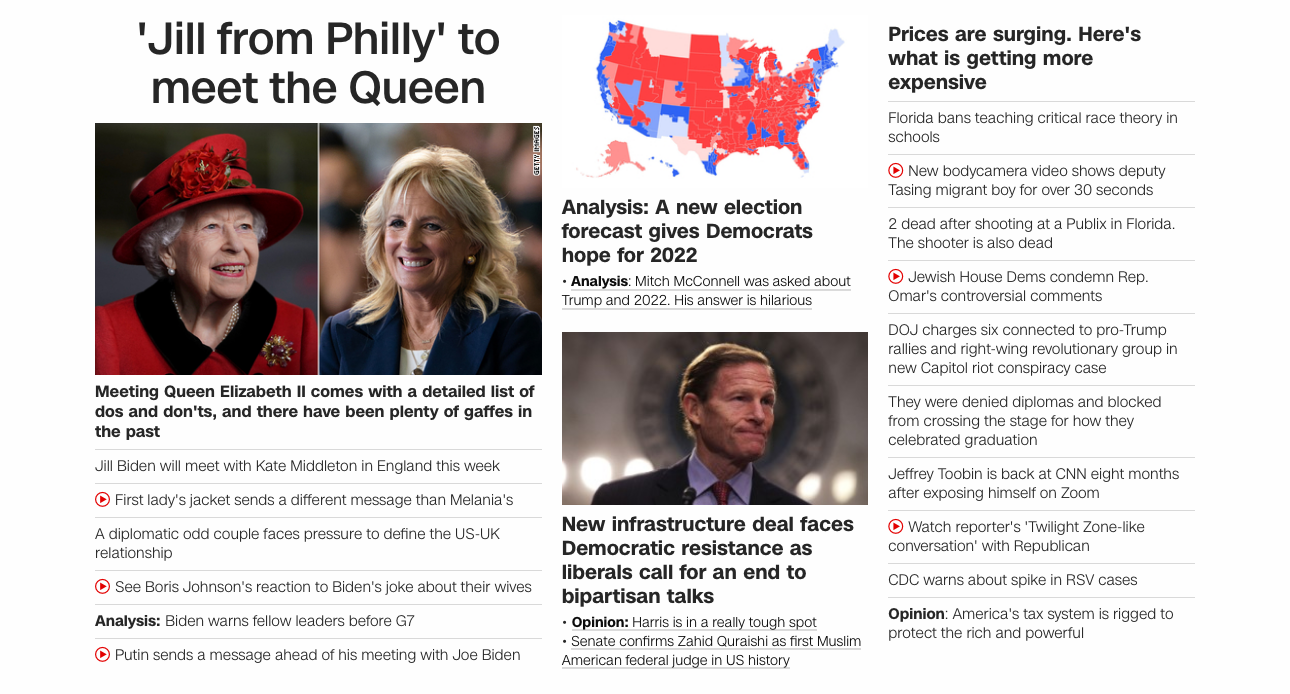 'Jill from Philly' to
meet the Queen
GETTY IMAGES
Meeting Queen Elizabeth II comes with a detailed list of
dos and don'ts, and there have been plenty of gaffes in
the past
Jill Biden will meet with Kate Middleton in England this week
First lady's jacket sends a different message than Melania's
A diplomatic odd couple faces pressure to define the US-UK
relationship
See Boris Johnson's reaction to Biden's joke about their wives
Analysis: Biden warns fellow leaders before G7
Putin sends a message ahead of his meeting with Joe Biden
Analysis: A new election
forecast gives Democrats
hope for 2022
• Analysis: Mitch McConnell was asked about
Trump and 2022. His answer is hilarious
New infrastructure deal faces
Democratic resistance as
liberals call for an end to
bipartisan talks
• Opinion: Harris is in a really tough spot
• Senate confirms Zahid Quraishi as first Muslim
American federal judge in US history
Prices are surging. Here's
what is getting more
expensive
Florida bans teaching critical race theory in
schools
New bodycamera video shows deputy
Tasing migrant boy for over 30 seconds
2 dead after shooting at a Publix in Florida.
The shooter is also dead
Jewish House Dems condemn Rep.
Omar's controversial comments
DOJ charges six connected to pro-Trump
rallies and right-wing revolutionary group in
new Capitol riot conspiracy case
They were denied diplomas and blocked
from crossing the stage for how they
celebrated graduation
Jeffrey Toobin is back at CNN eight months
after exposing himself on Zoom
Watch reporter's 'Twilight Zone-like
conversation' with Republican
CDC warns about spike in RSV cases
Opinion: America's tax system is rigged to
protect the rich and powerful